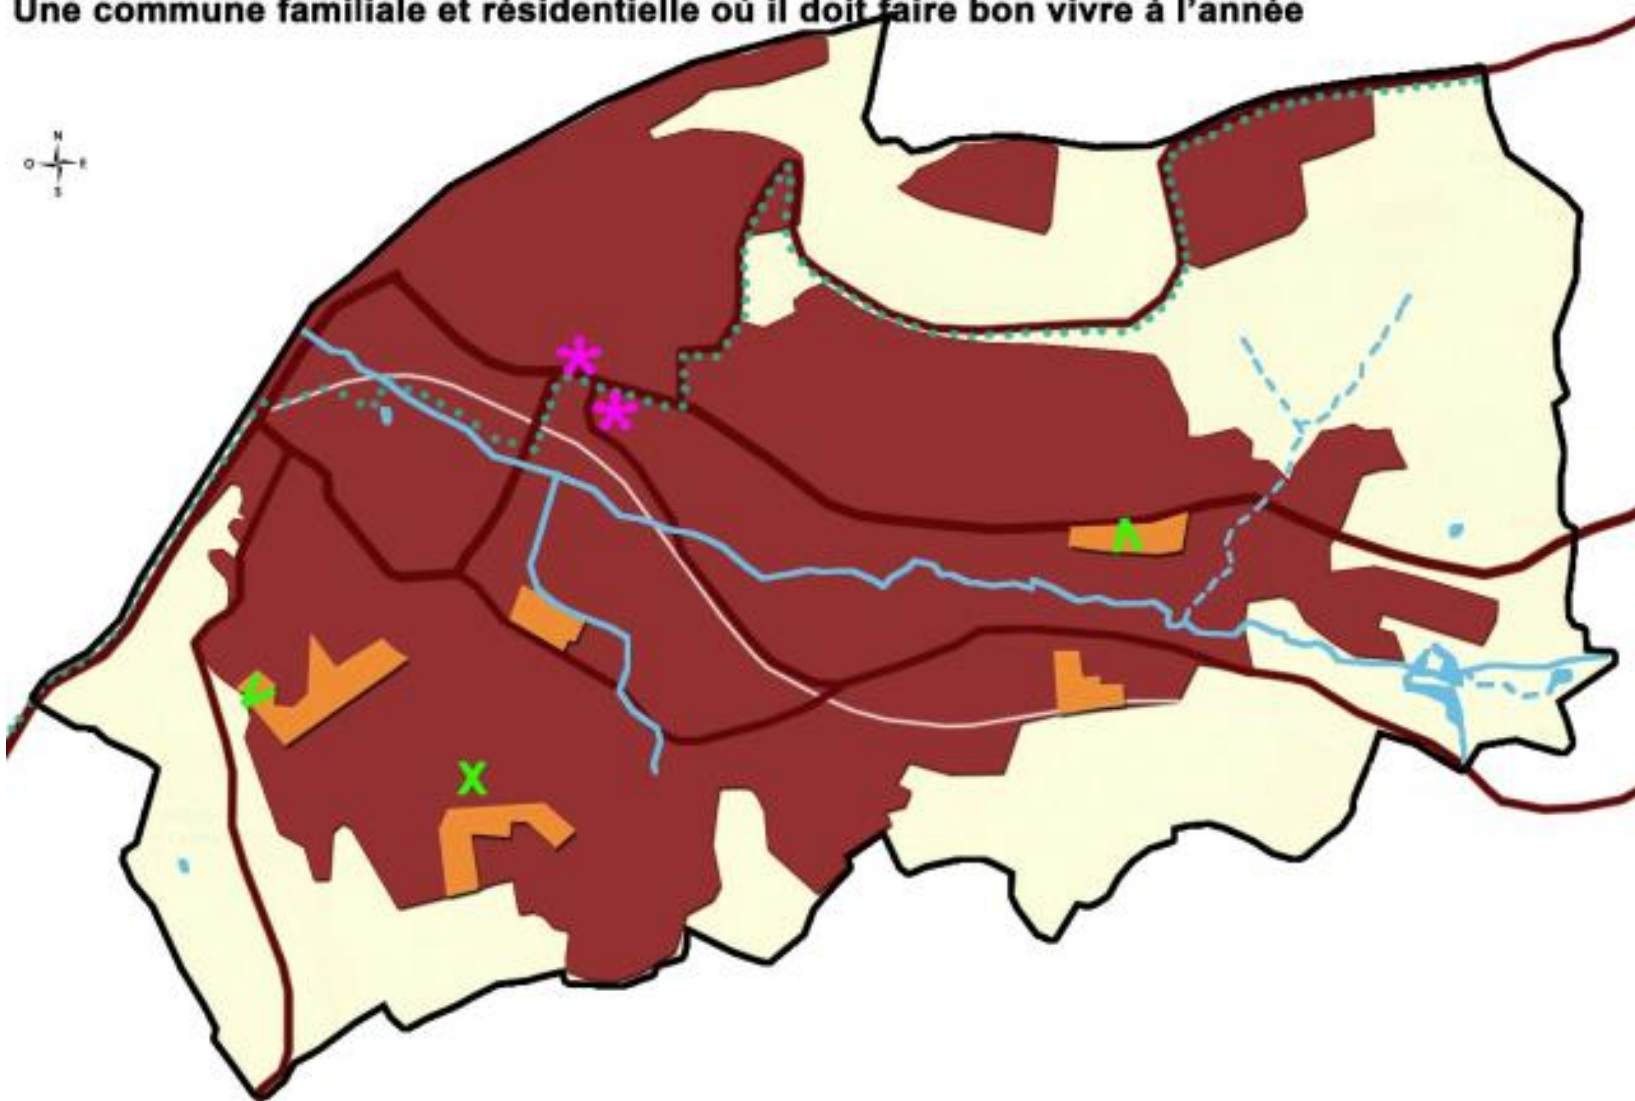 Une commune familiale et résidentielle où il doit faire bon vivre à l'année
N
O E
S